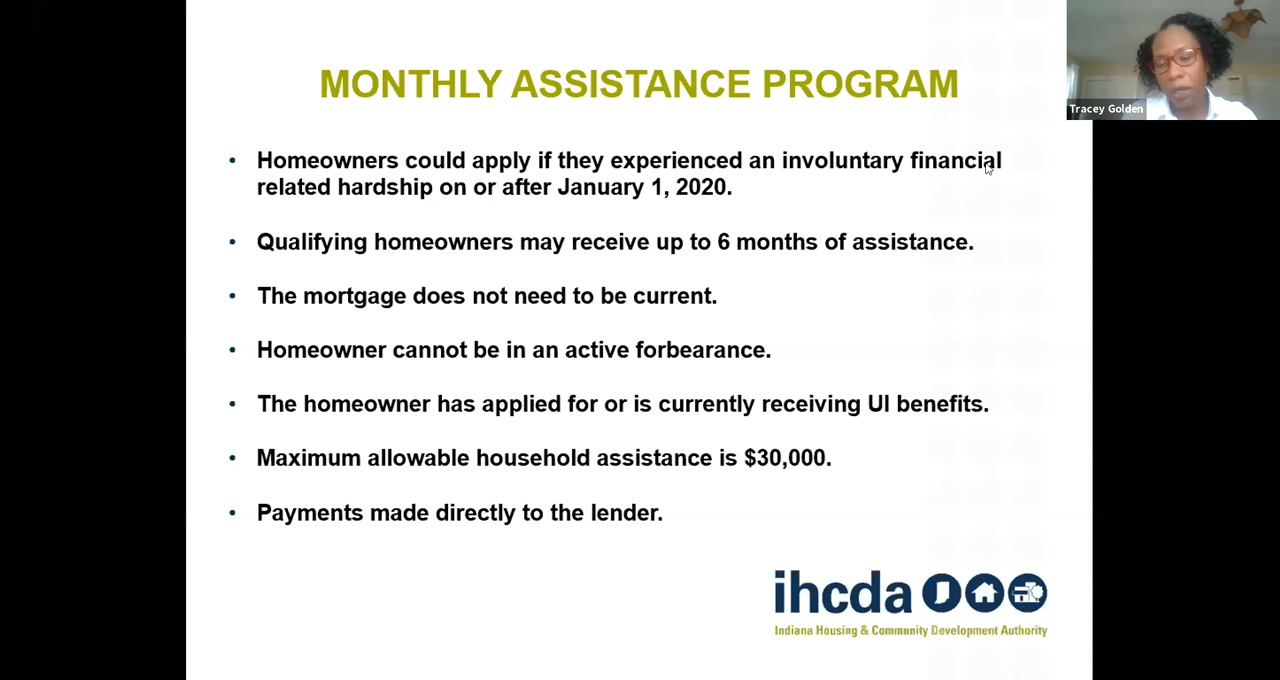 MONTHLY ASSISTANCE PROGRAM
Tracey Golden
• Homeowners could apply if they experienced an involuntary financial
related hardship on or after January 1, 2020.
• Qualifying homeowners may receive up to 6 months of assistance.
• The mortgage does not need to be current.
• Homeowner cannot be in an active forbearance.
• The homeowner has applied for or is currently receiving UI benefits.
• Maximum allowable household assistance is $30,000.
• Payments made directly to the lender.
ihcda
Indiana Housing & Community Development Authority